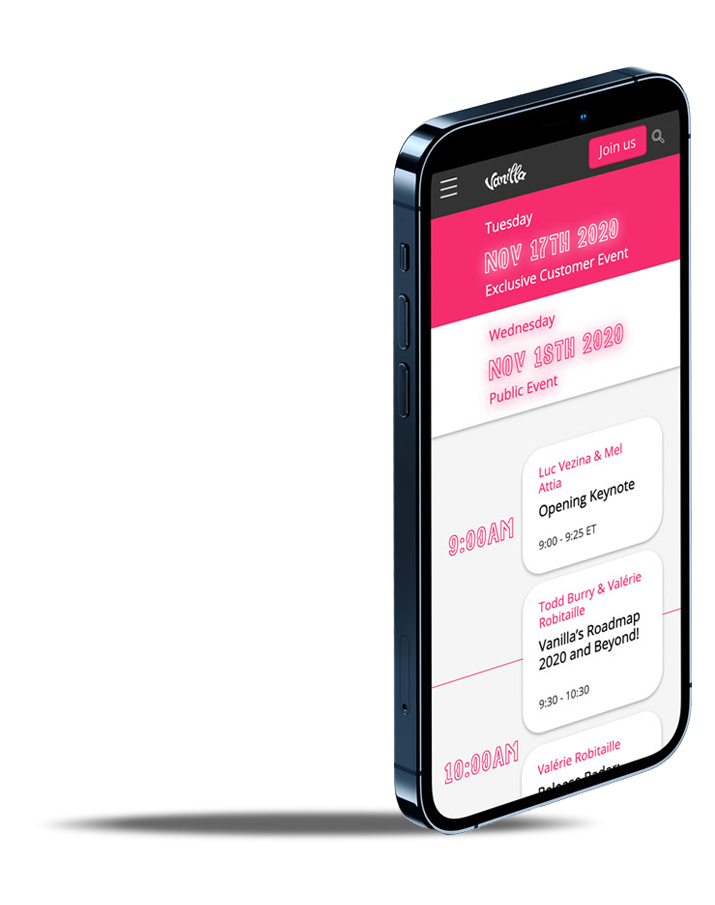 Vanilla
Join us
Tuesday
NOV 17TH 2020
Exclusive Customer Event
Wednesday
NOV 18TH 2020
Public Event
9:00AM
Luc Vezina & Mel
Attia
Opening Keynote
9:00 - 9:25 ET
Todd Burry & Valérie
Robitaille
Vanilla's Roadmap
2020 and Beyond!
9:30 - 10:30
10:00AM
Valérie Robitaille
Release Radar: